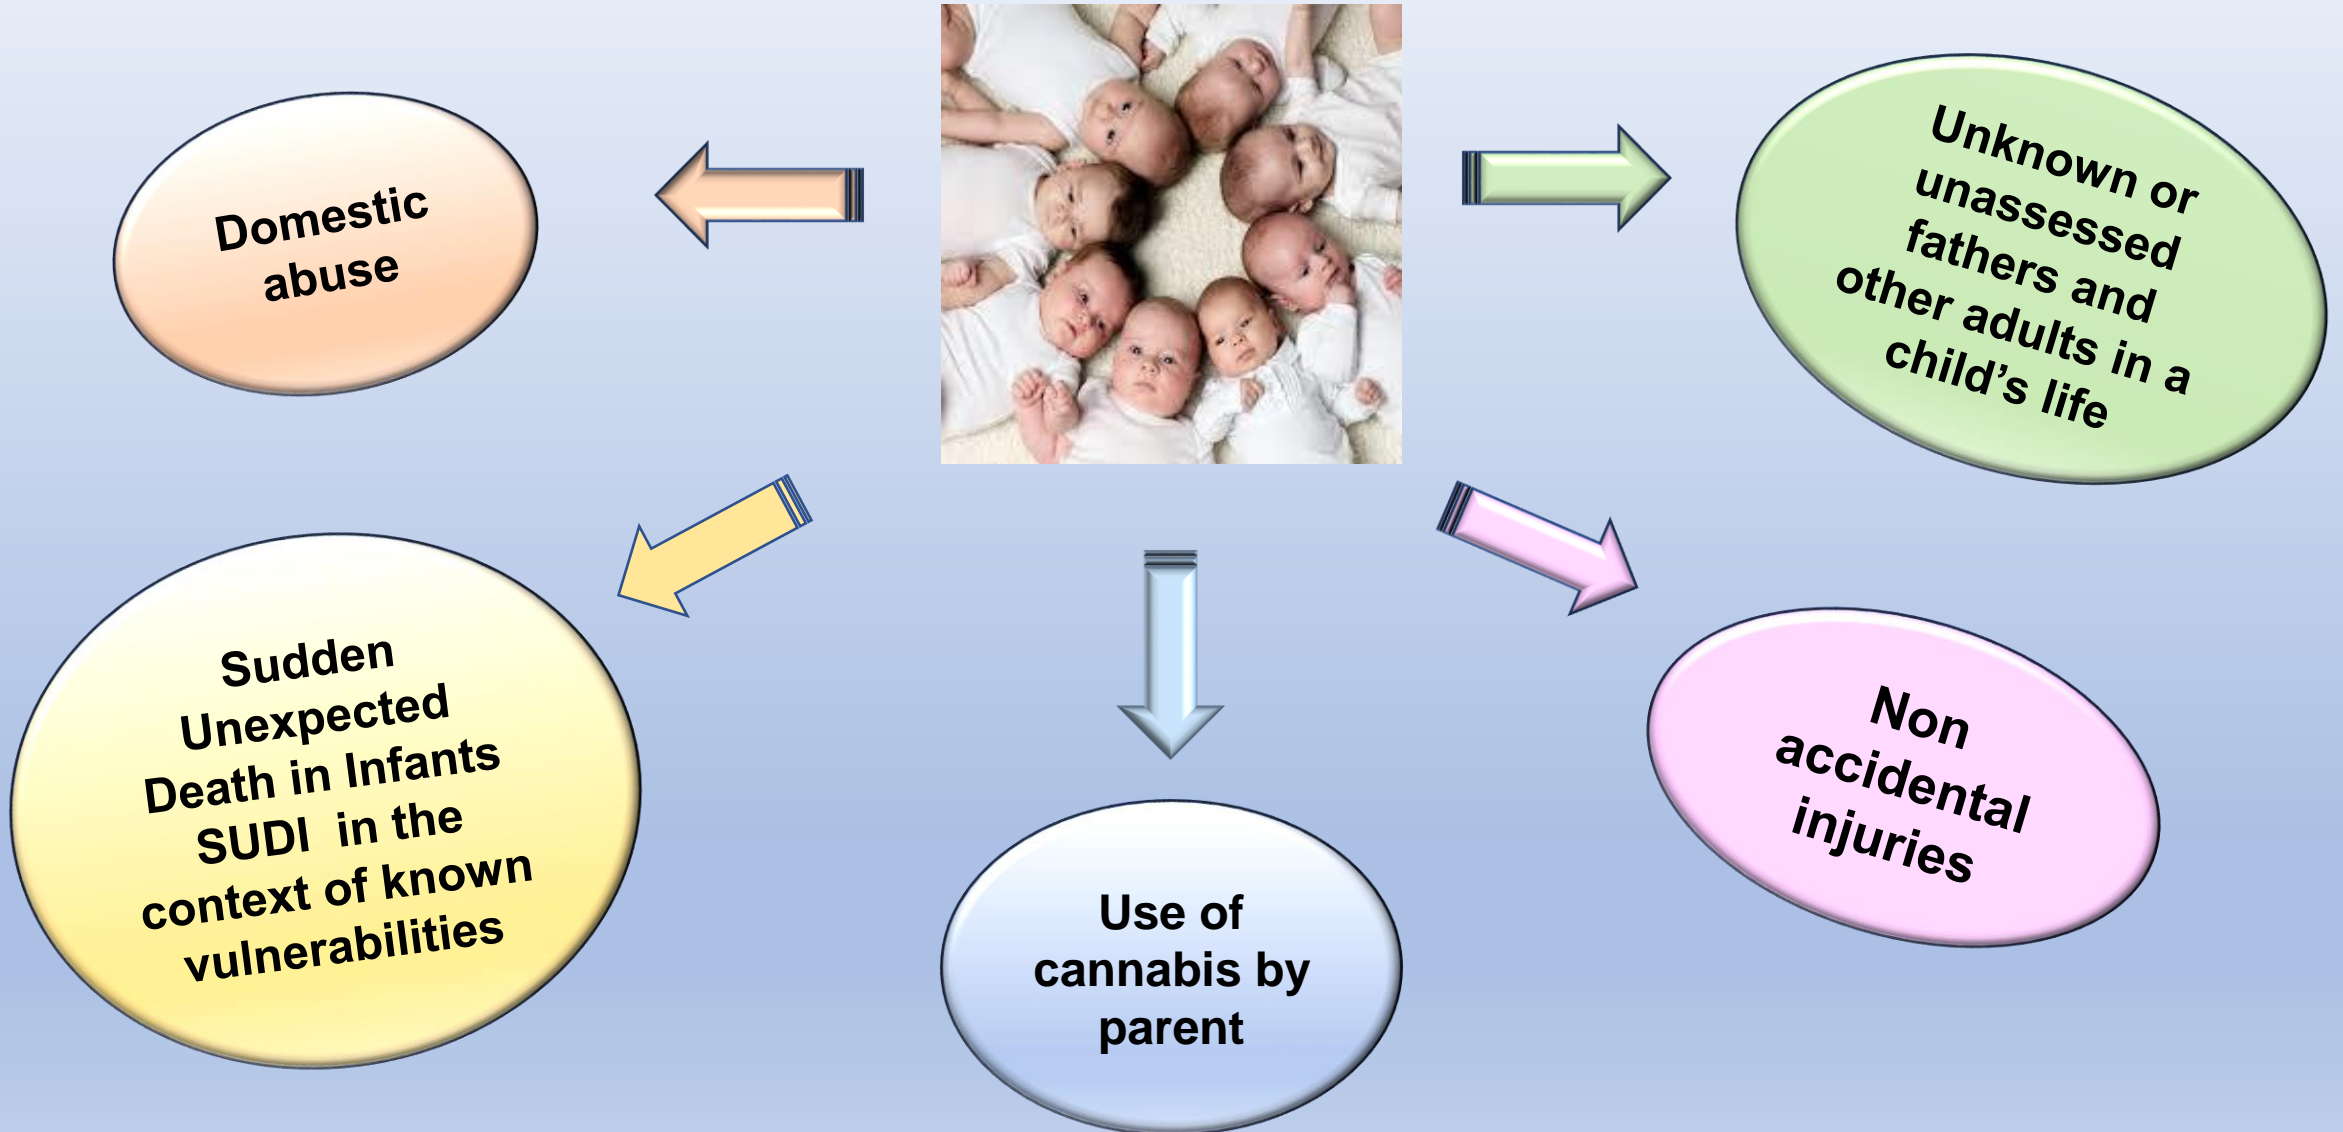 Domestic
abuse
Unknown or
unassessed
fathers and
other adults in a
child’s life
Sudden
Unexpected
Death in Infants
SUDI  in the
context of known
vulnerabilities
Use of
cannabis by
parent
Non
accidental
injuries